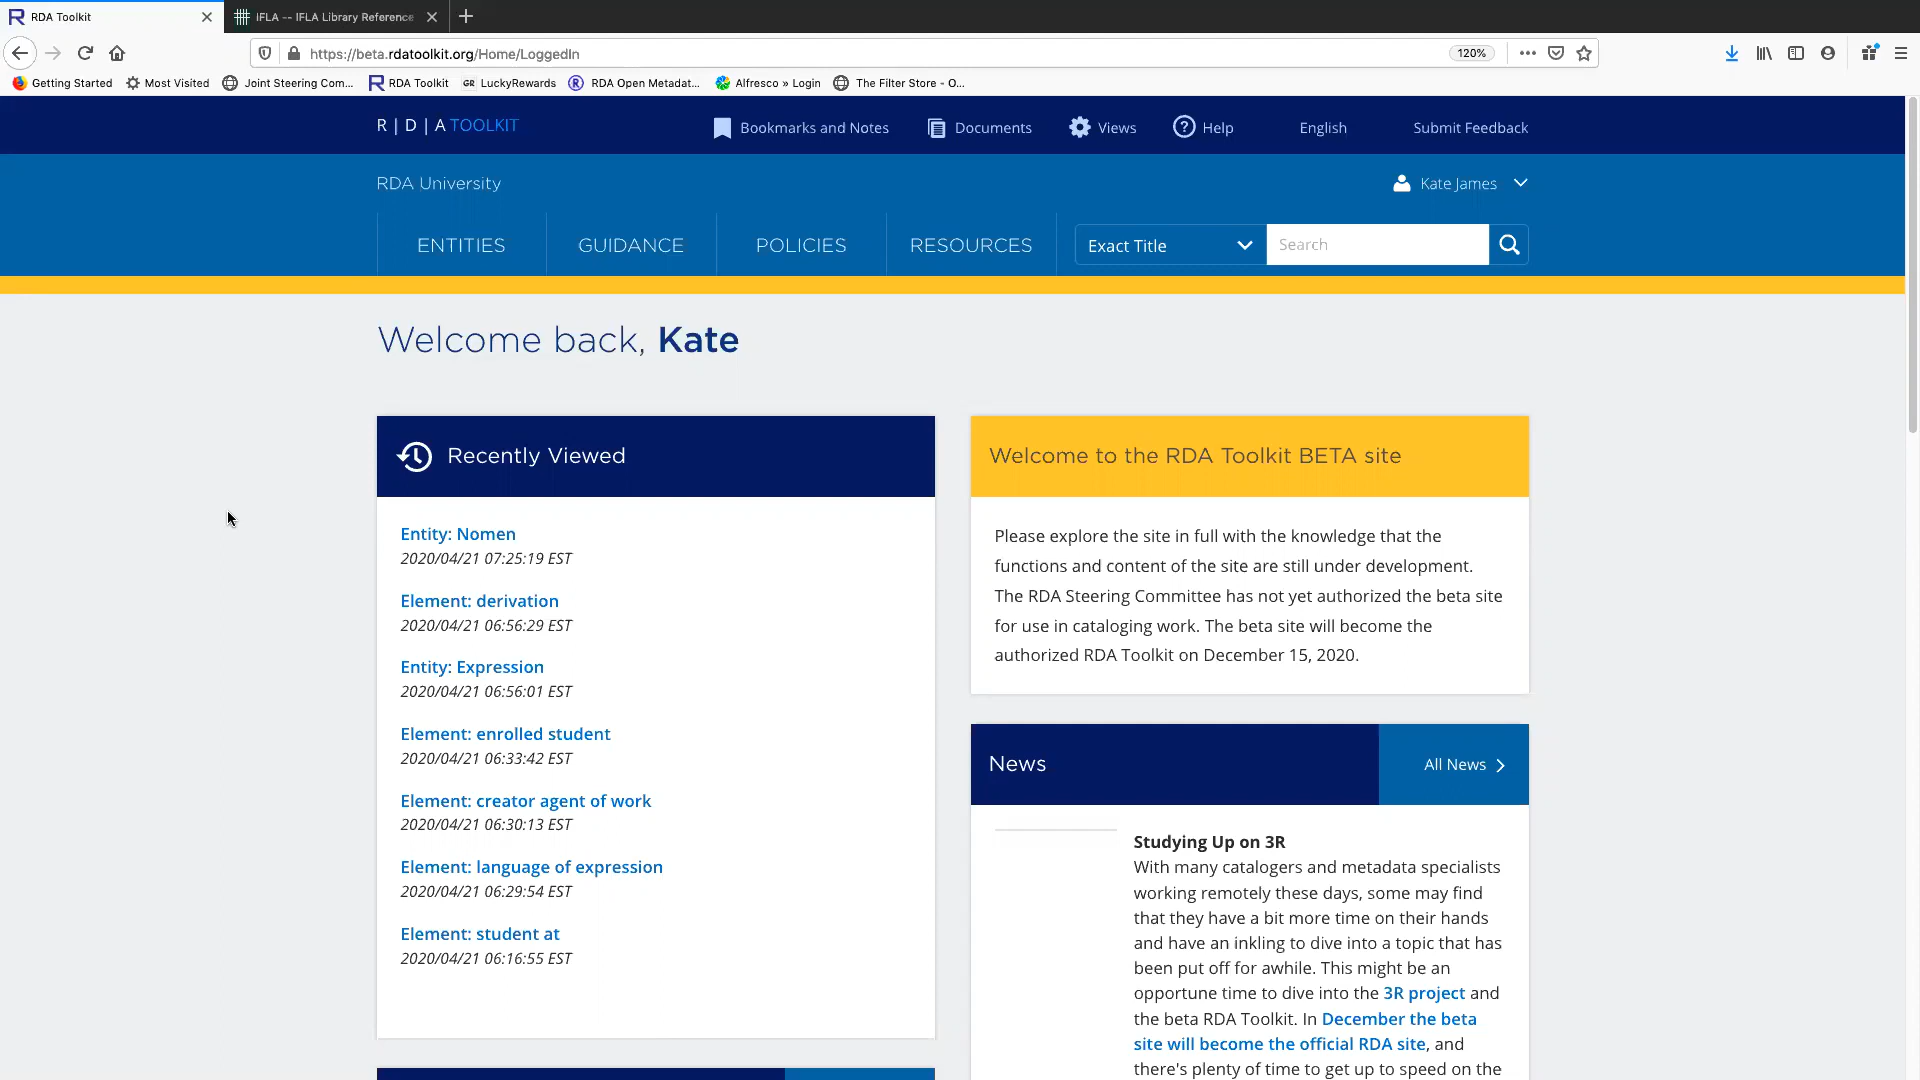 RDA Toolkit
IFLA -- IFLA Library Reference
https://beta.rdatoolkit.org/Home/LoggedIn
120%
Getting Started
Most Visited
Joint Steering Com...
RDA Toolkit
GR LuckyRewards
RDA Open Metadat...
Alfresco » Login
The Filter Store - O...
R | D | A TOOLKIT
Bookmarks and Notes
Documents
Views
Help
English
Submit Feedback
RDA University
Kate James
ENTITIES
GUIDANCE
POLICIES
RESOURCES
Exact Title
Search
Welcome back, Kate
Recently Viewed
Entity: Nomen
2020/04/21 07:25:19 EST
Element: derivation
2020/04/21 06:56:29 EST
Entity: Expression
2020/04/21 06:56:01 EST
Element: enrolled student
2020/04/21 06:33:42 EST
Element: creator agent of work
2020/04/21 06:30:13 EST
Element: language of expression
2020/04/21 06:29:54 EST
Element: student at
2020/04/21 06:16:55 EST
Welcome to the RDA Toolkit BETA site
Please explore the site in full with the knowledge that the
functions and content of the site are still under development.
The RDA Steering Committee has not yet authorized the beta site
for use in cataloging work. The beta site will become the
authorized RDA Toolkit on December 15, 2020.
News
All News
Studying Up on 3R
With many catalogers and metadata specialists
working remotely these days, some may find
that they have a bit more time on their hands
and have an inkling to dive into a topic that has
been put off for awhile. This might be an
opportune time to dive into the 3R project and
the beta RDA Toolkit. In December the beta
site will become the official RDA site, and
there's plenty of time to get up to speed on the